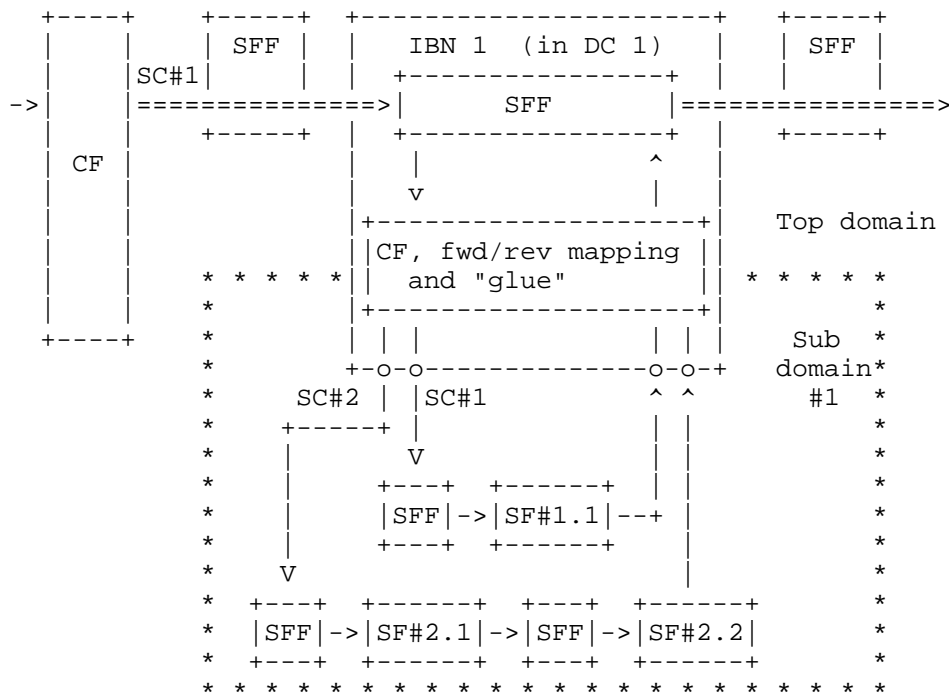 SFF IBN 1 (in DC 1) SFF
SC#1
-> SFF
CF
v ^
Top domain
CF, fwd/rev mapping
and "glue"
Sub
o o o o domain
SC#2 SC#1 ^ ^ #1
V
SFF -> SF#1.1
V
SFF -> SF#2.1 -> SFF -> SF#2.2